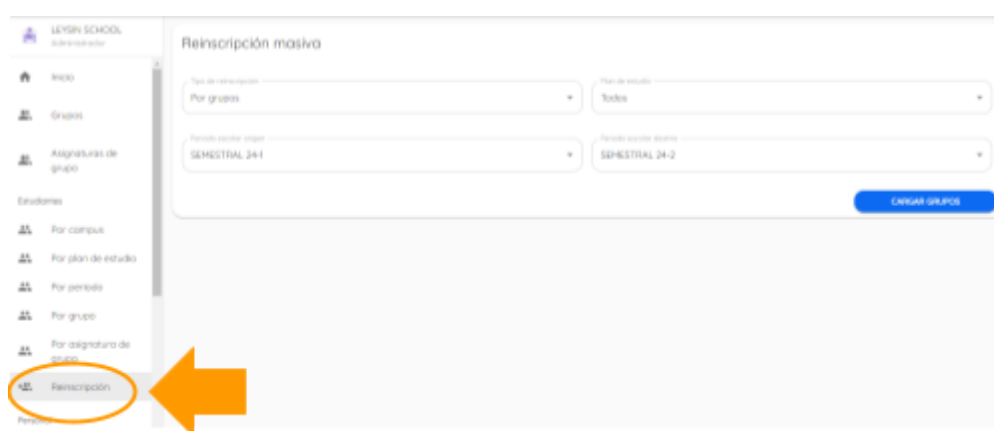 LEYSIN SCHOOL
Administrador
Inicio
Grupos
Asignaturas de
grupo
Estudiantes
Por campus
Por plan de estudio
Por periodo
Por grupo
Por asignatura de
grupo
Reinscripción
Reinscripción masiva
Tipo de reinscripción
Por grupos
Plan de estudio
Todos
Periodo escolar origen
SEMESTRAL 24-1
Periodo escolar destino
SEMESTRAL 24-2
CARGAR GRUPOS